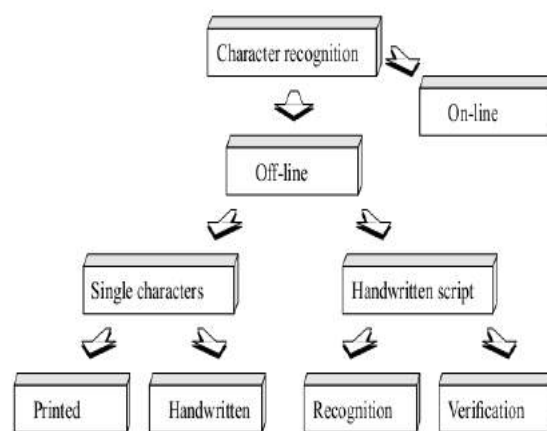 Character recognition
On-line
Off-line
Single characters
Handwritten script
Printed
Handwritten
Recognition
Verification